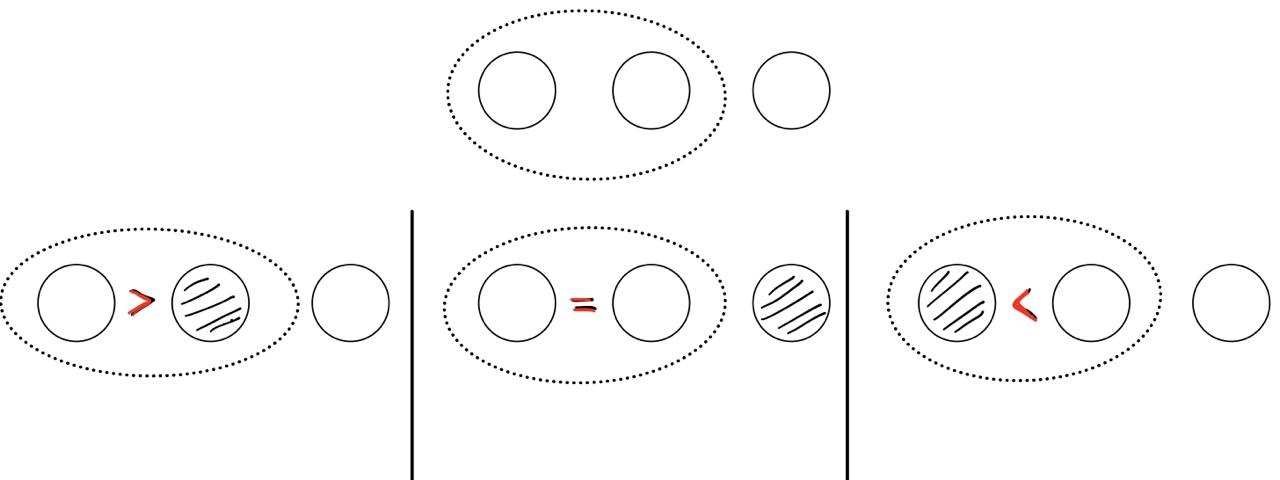 > = <